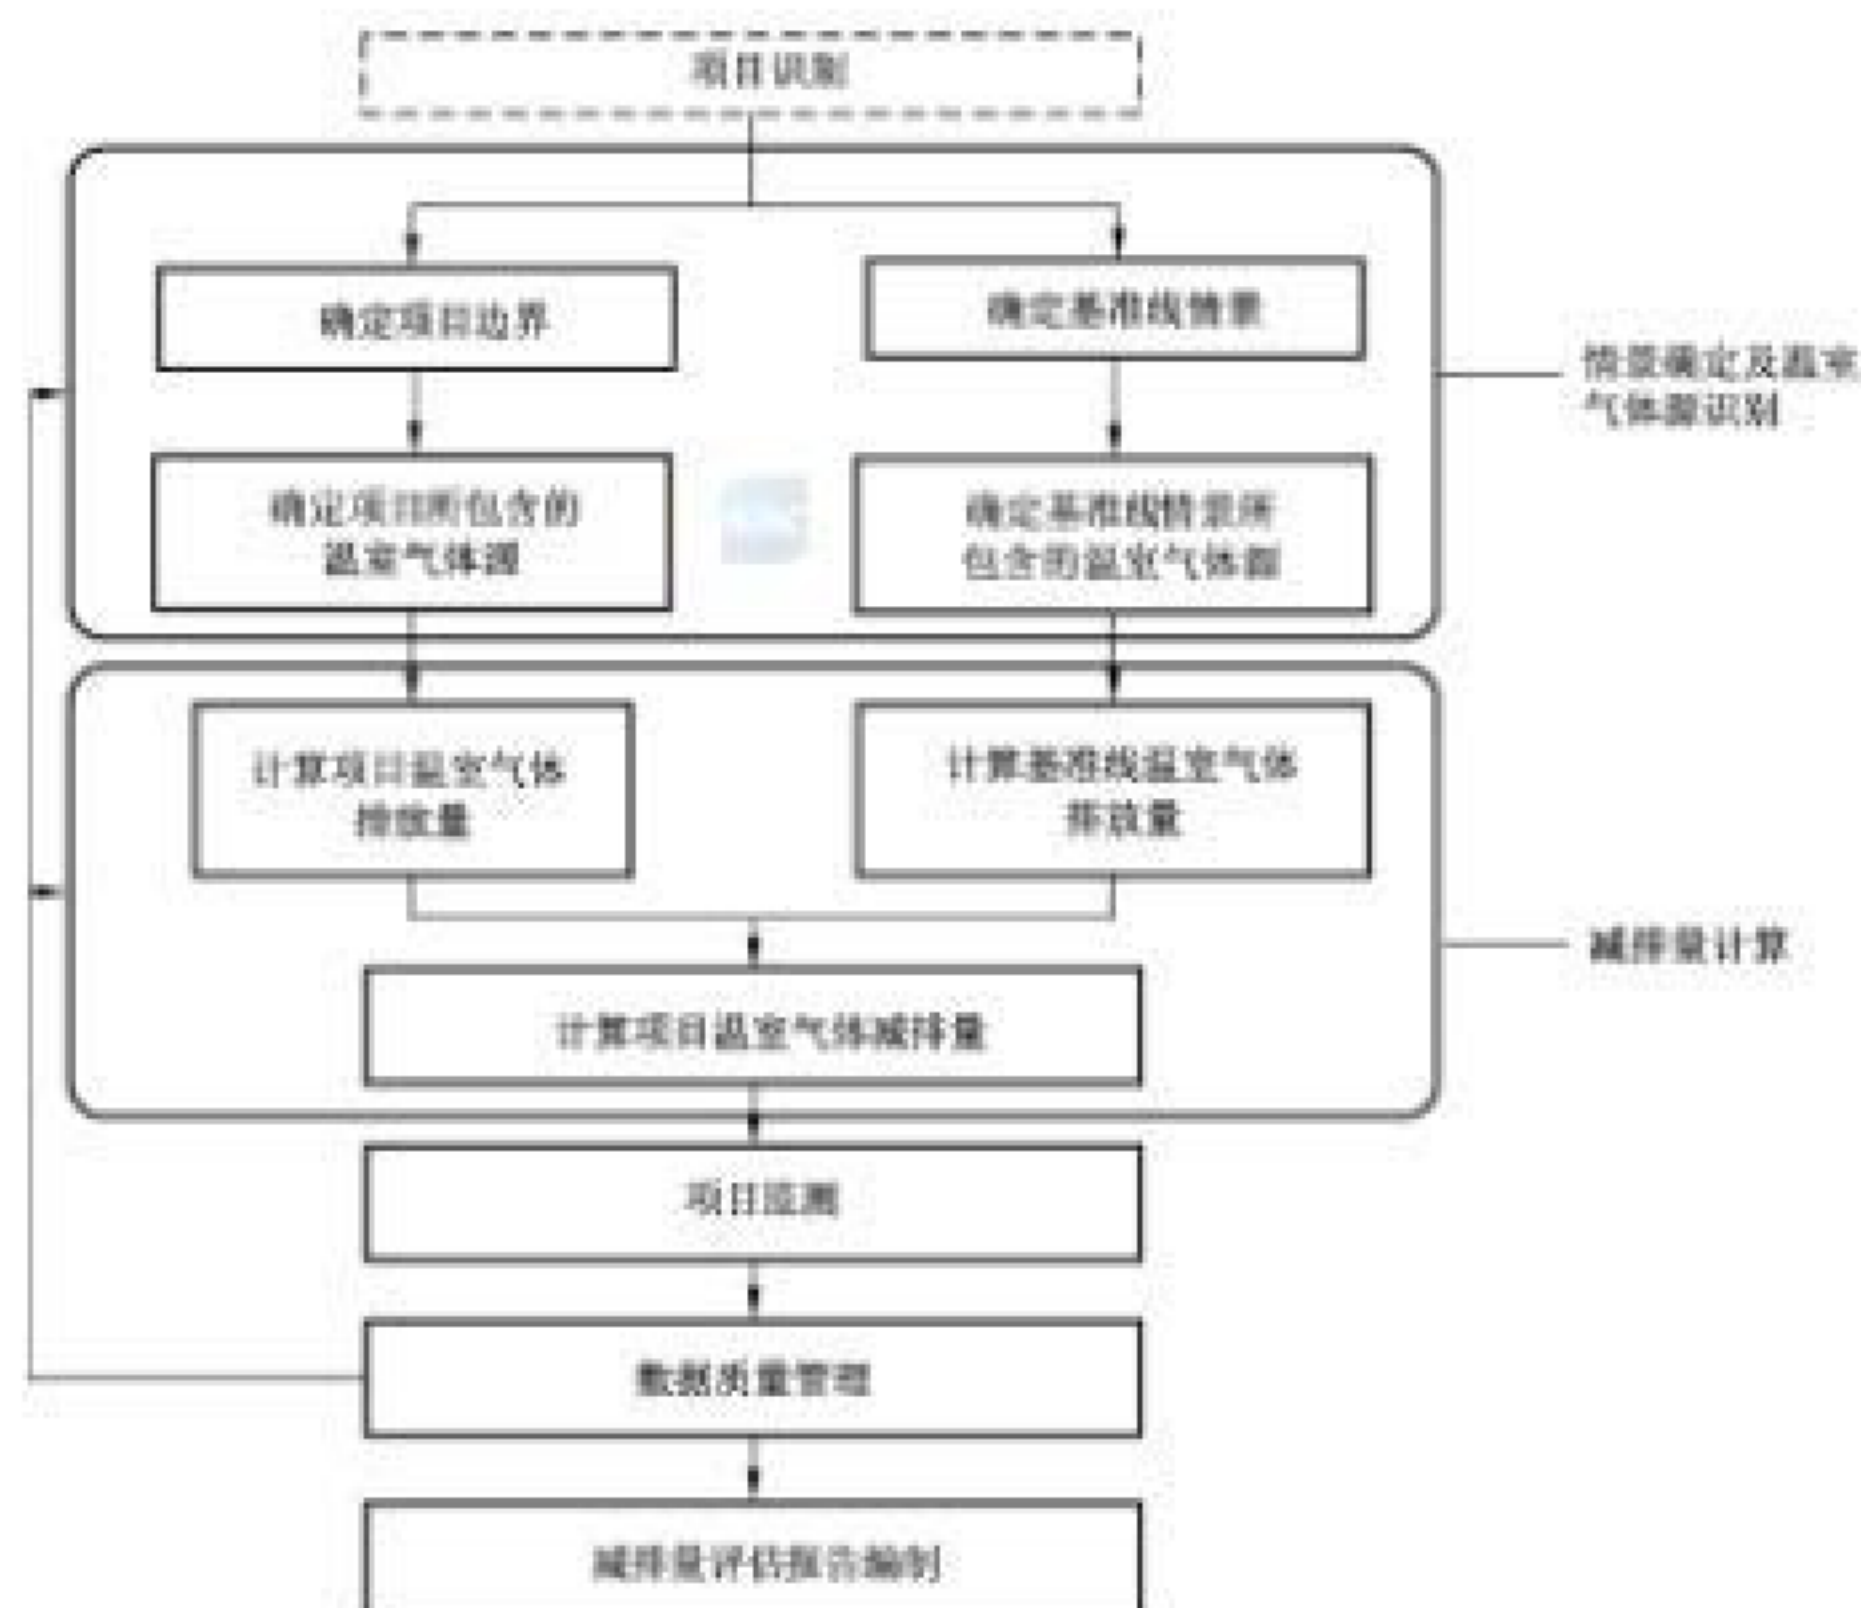 项目识别
确定项目边界
确定基准线情景
情景确定及温室
气体源识别
确定项目所包含的
温室气体源
确定基准线情景所
包含的温室气体源
计算项目温室气体
排放量
计算基准线温室气体
排放量
减排量计算
计算项目温室气体减排量
项目监测
数据质量管理
减排量评估报告编制